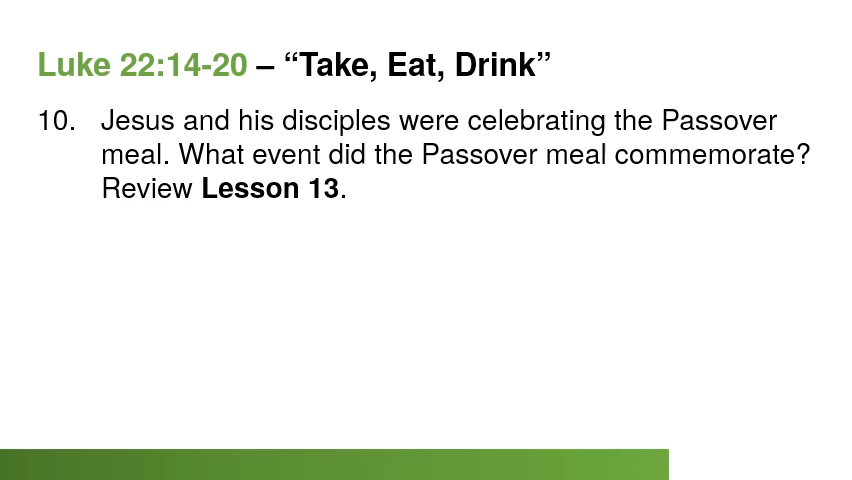 Luke 22:14-20 – “Take, Eat, Drink”
10. Jesus and his disciples were celebrating the Passover
meal. What event did the Passover meal commemorate?
Review Lesson 13.